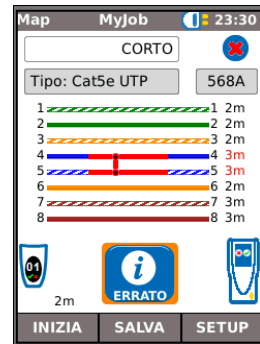 Map MyJob 23:30
CORTO
Tipo: Cat5e UTP 568A
1 1 2m
2 2 2m
3 3 2m
4 4 3m
5 5 3m
6 6 2m
7 7 3m
8 8 3m
01
i
2m ERRATO
INIZIA SALVA SETUP